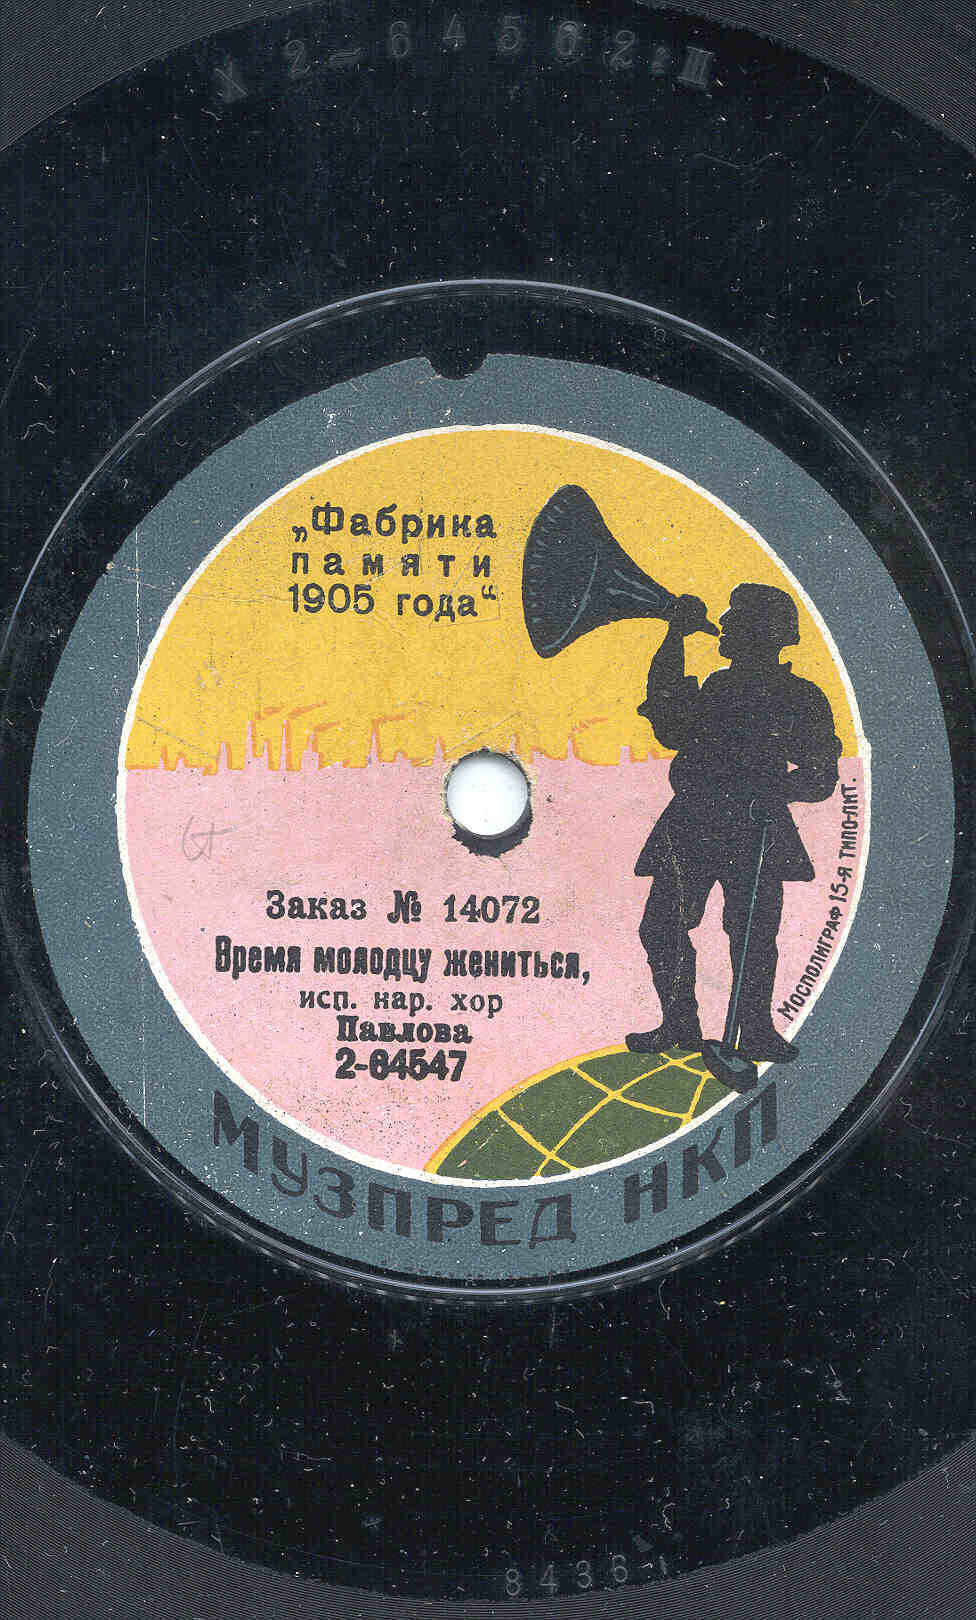 X 2-64562:III
„Фабрика
памяти
1905 года“
Заказ № 14072
Время молодцу жениться,
исп. нар. хор
Павлова
2-64547
Мосполиграф 15-я типо-лит.
МУЗПРЕД НКП
8436